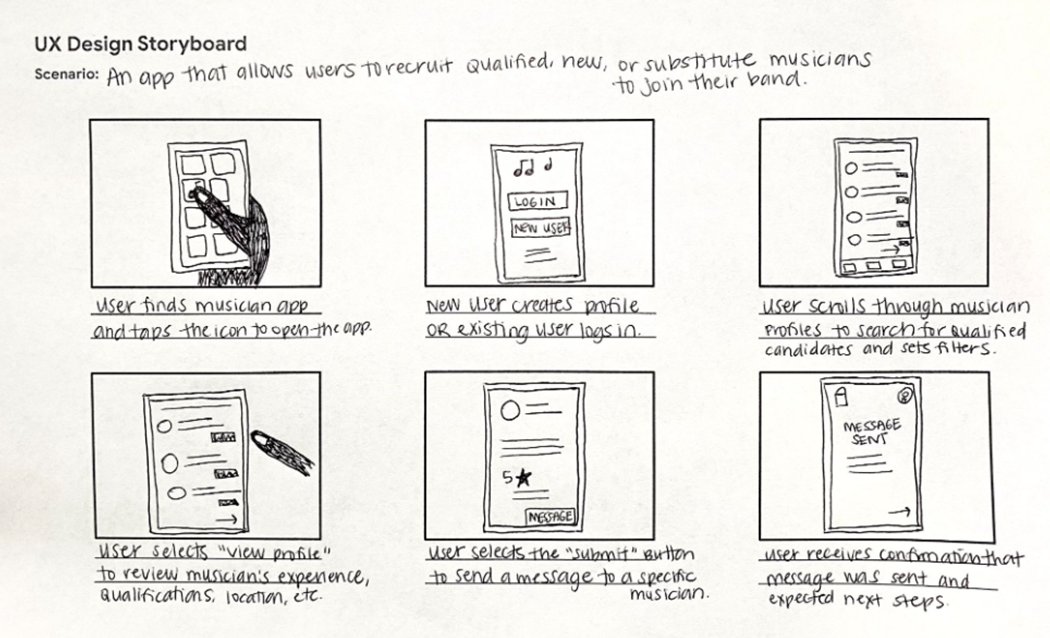 UX Design Storyboard
Scenario: An app that allows users to recruit qualified, new, or substitute musicians
to join their band.
LOGIN
NEW USER
User finds musician app
and taps the icon to open the app.
New user creates profile
OR existing user logs in.
User scrolls through musician
profiles to search for qualified
candidates and sets filters.
5★
MESSAGE
MESSAGE
SENT
User selects "view profile"
to review musician's experience,
qualifications, location, etc.
User selects the "submit" button
to send a message to a specific
musician.
User receives confirmation that
message was sent and
expected next steps.